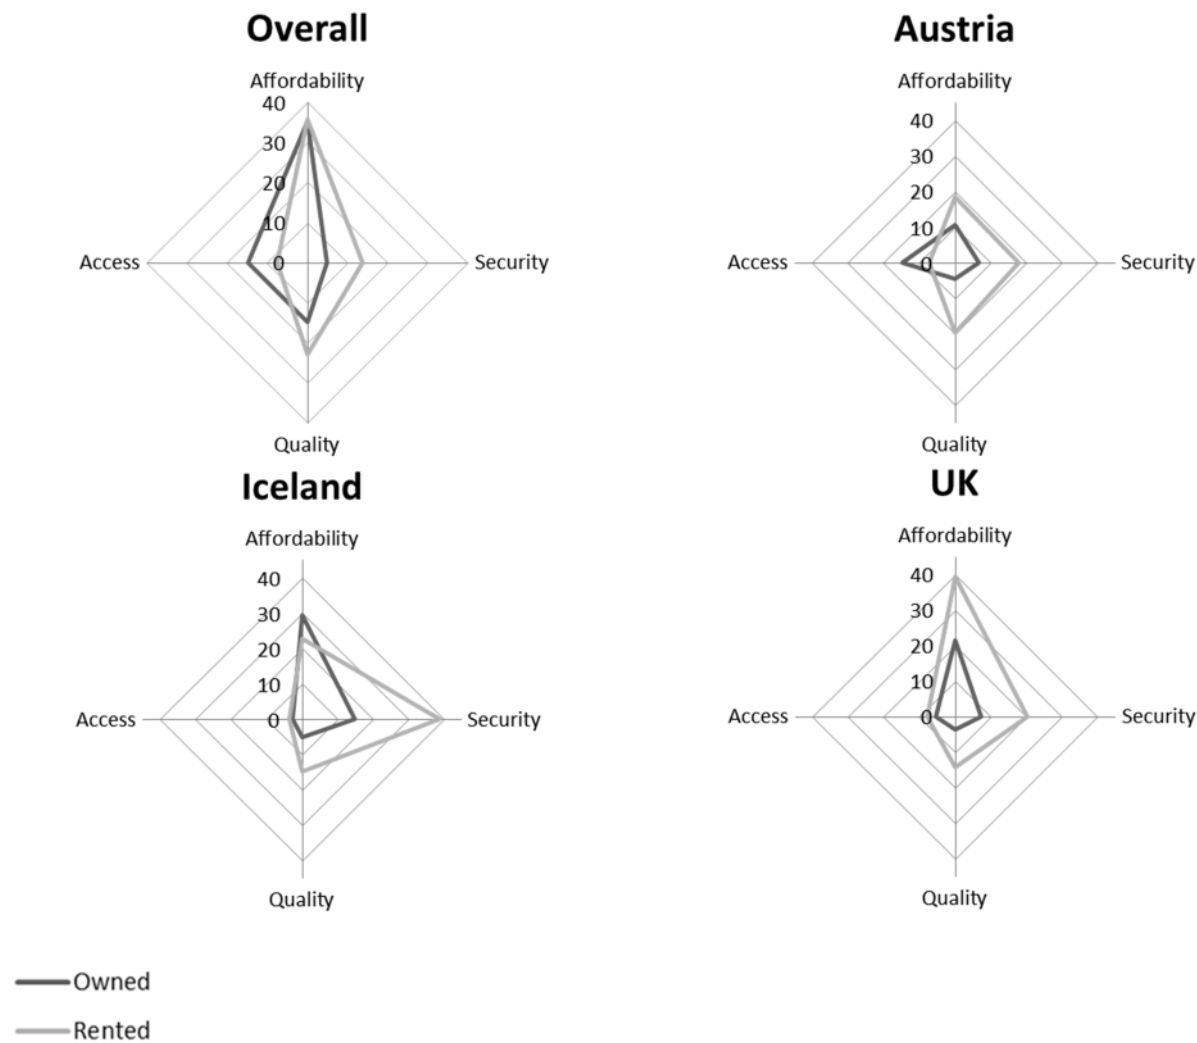 Overall
Affordability
40
30
20
10
0
Access
Security
Quality
Austria
Affordability
40
30
20
10
0
Access
Security
Quality
Iceland
Affordability
40
30
20
10
0
Access
Security
Quality
UK
Affordability
40
30
20
10
0
Access
Security
Quality
Owned
Rented